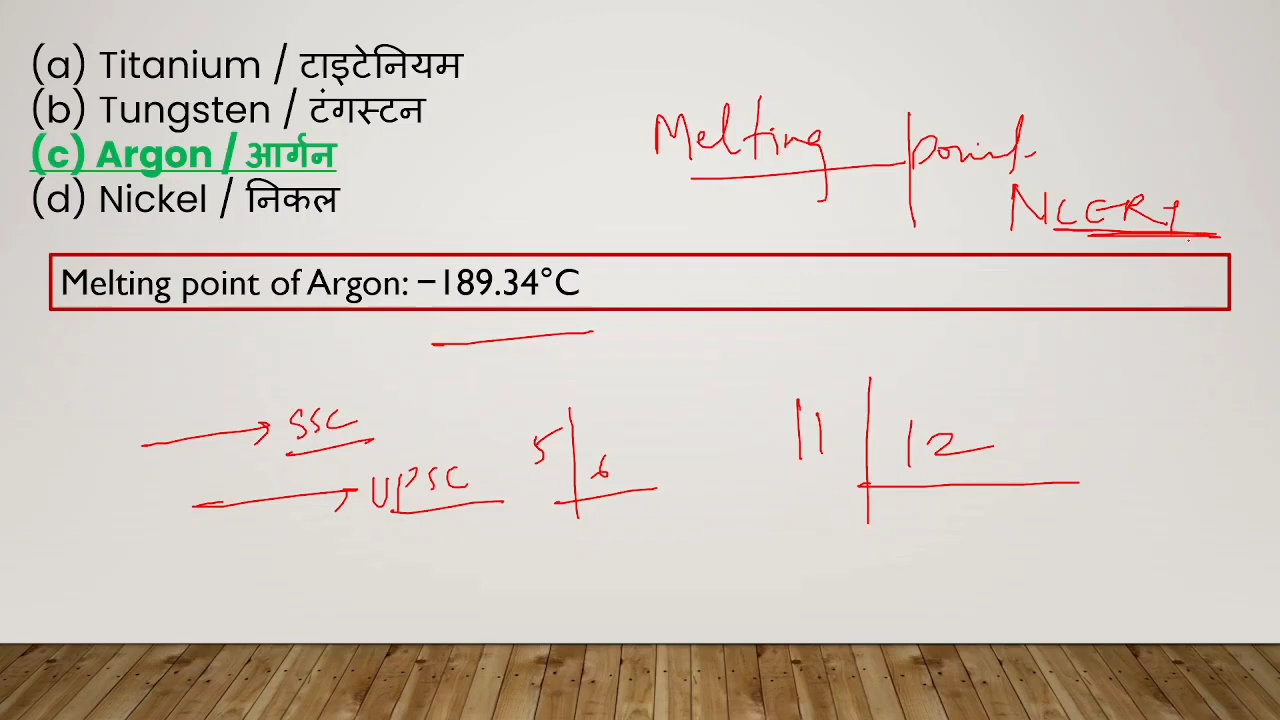 (a) Titanium / टाइटेनियम
(b) Tungsten / टंगस्टन
(c) Argon / आर्गन
(d) Nickel / निकल
Melting point
NCERT
Melting point of Argon: −189.34°C
SSC
UPSC 5 6
11 12